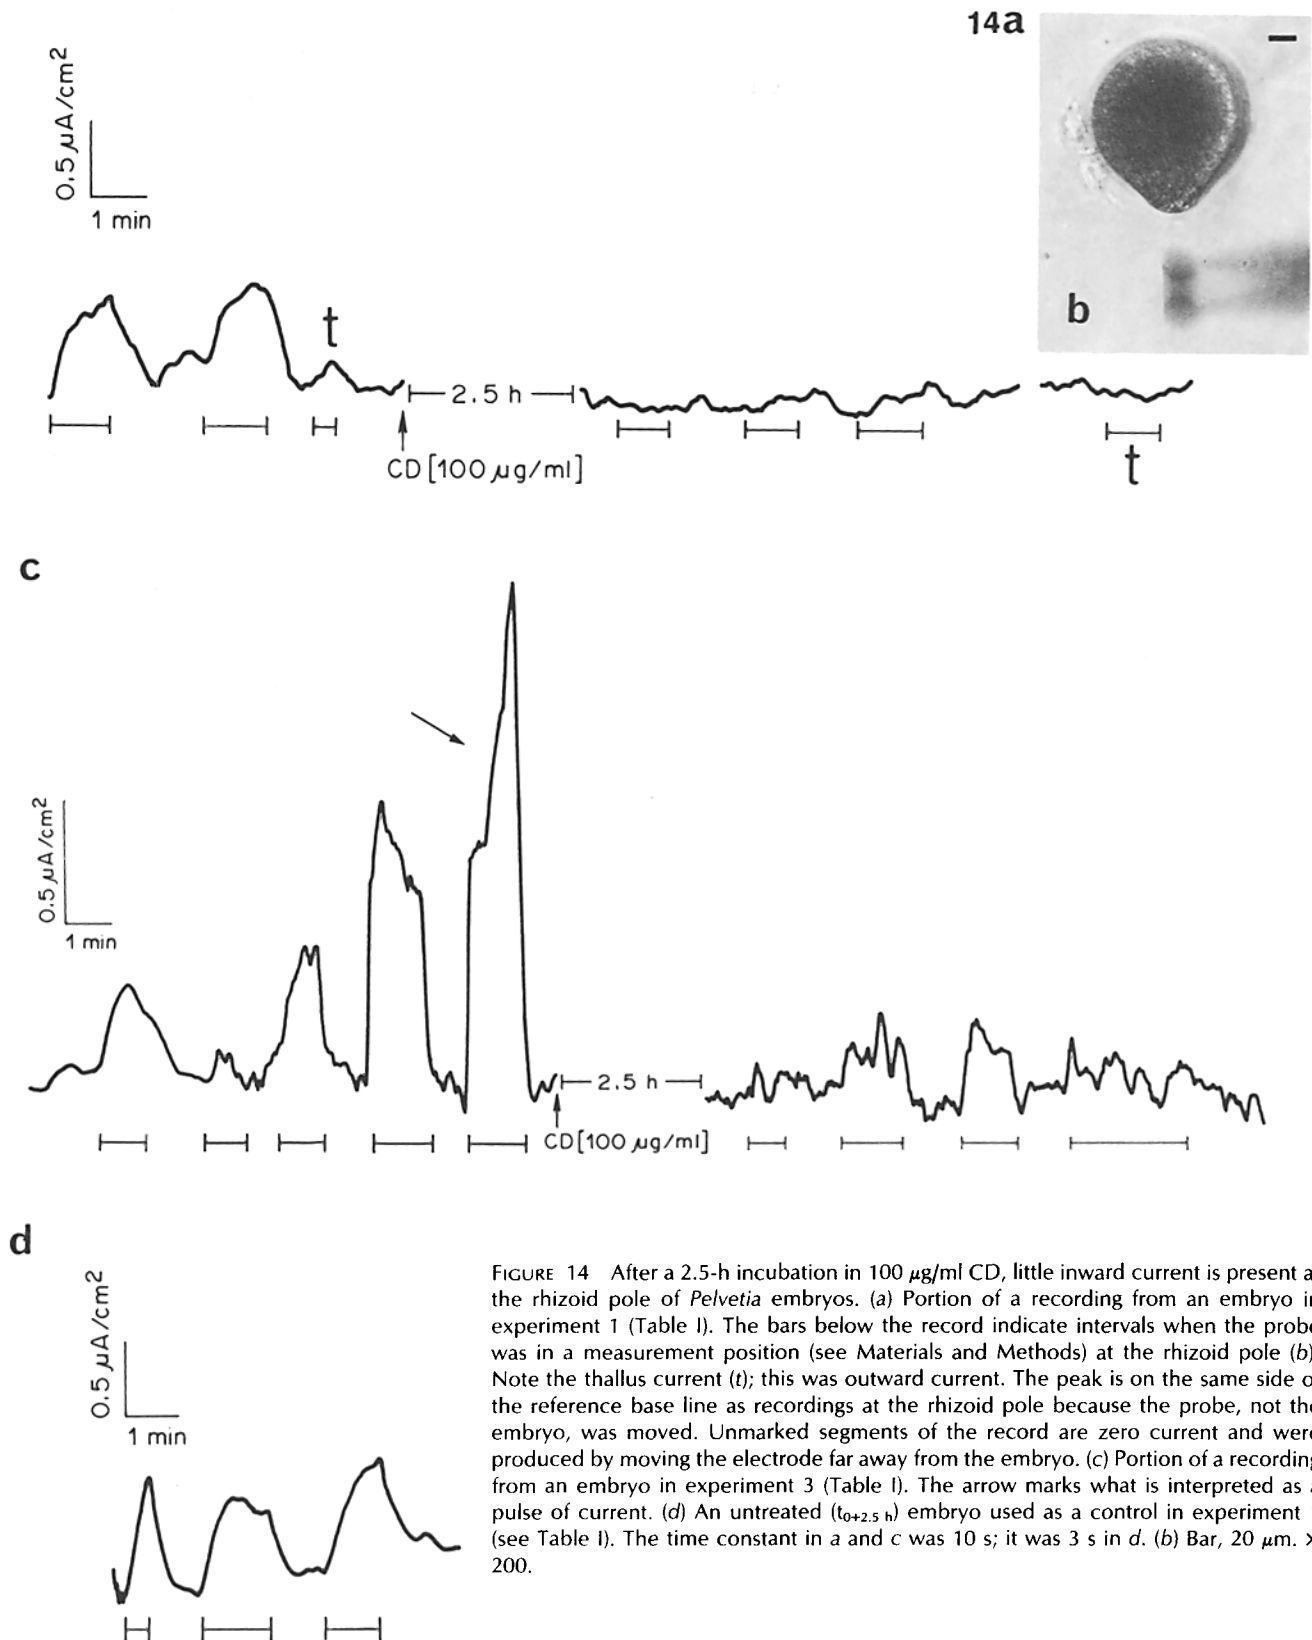 14a
0.5 µA/cm2
1 min
t
2.5 h
CD [100 µg/ml]
t
b
c
0.5 µA/cm2
1 min
2.5 h
CD [100 µg/ml]
d
0.5 µA/cm2
1 min
FIGURE 14 After a 2.5-h incubation in 100 µg/ml CD, little inward current is present a
the rhizoid pole of Pelvetia embryos. (a) Portion of a recording from an embryo i
experiment 1 (Table I). The bars below the record indicate intervals when the prob
was in a measurement position (see Materials and Methods) at the rhizoid pole (b)
Note the thallus current (t); this was outward current. The peak is on the same side o
the reference base line as recordings at the rhizoid pole because the probe, not th
embryo, was moved. Unmarked segments of the record are zero current and wer
produced by moving the electrode far away from the embryo. (c) Portion of a recordin
from an embryo in experiment 3 (Table I). The arrow marks what is interpreted as
pulse of current. (d) An untreated (t0+2.5 h) embryo used as a control in experiment
(see Table I). The time constant in a and c was 10 s; it was 3 s in d. (b) Bar, 20 µm. ×
200.